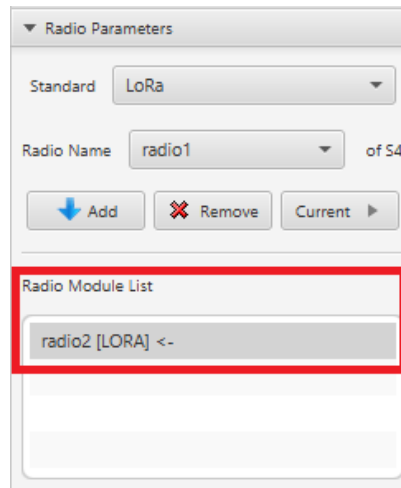 Radio Parameters
Standard LoRa
Radio Name radio1 of S4
Add Remove Current
Radio Module List
radio2 [LORA] <-